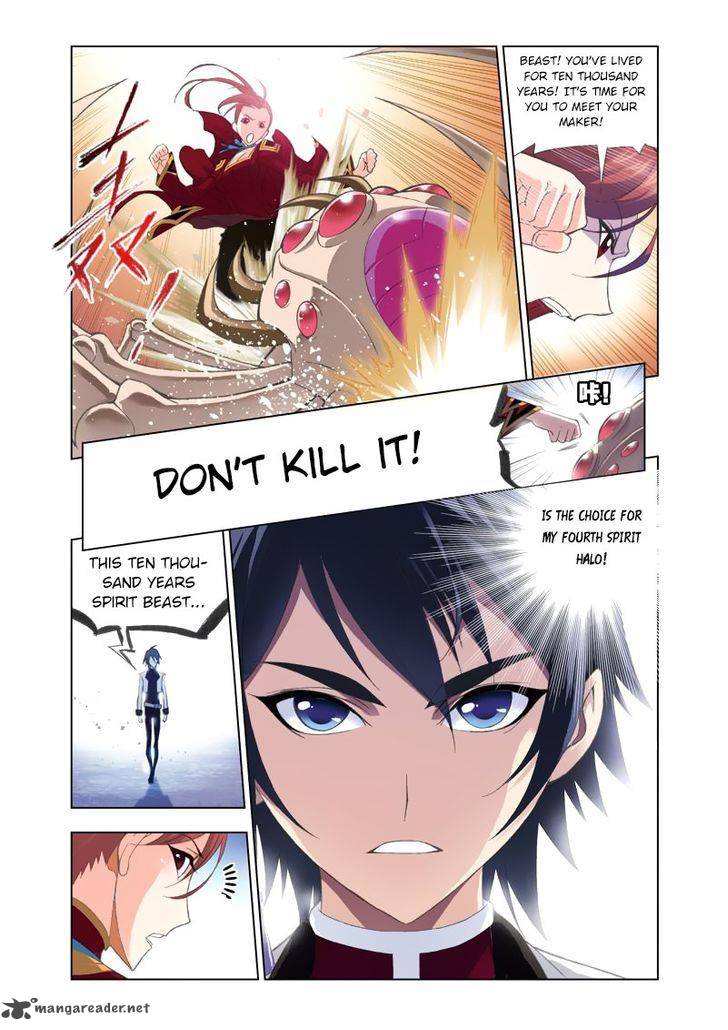 BEAST! YOU'VE LIVED
FOR TEN THOUSAND
YEARS! IT'S TIME FOR
YOU TO MEET YOUR
MAKER!
咔!
DON'T KILL IT!
THIS TEN THOU-
SAND YEARS
SPIRIT BEAST...
IS THE CHOICE FOR
MY FOURTH SPIRIT
HALO!
mangareader.net